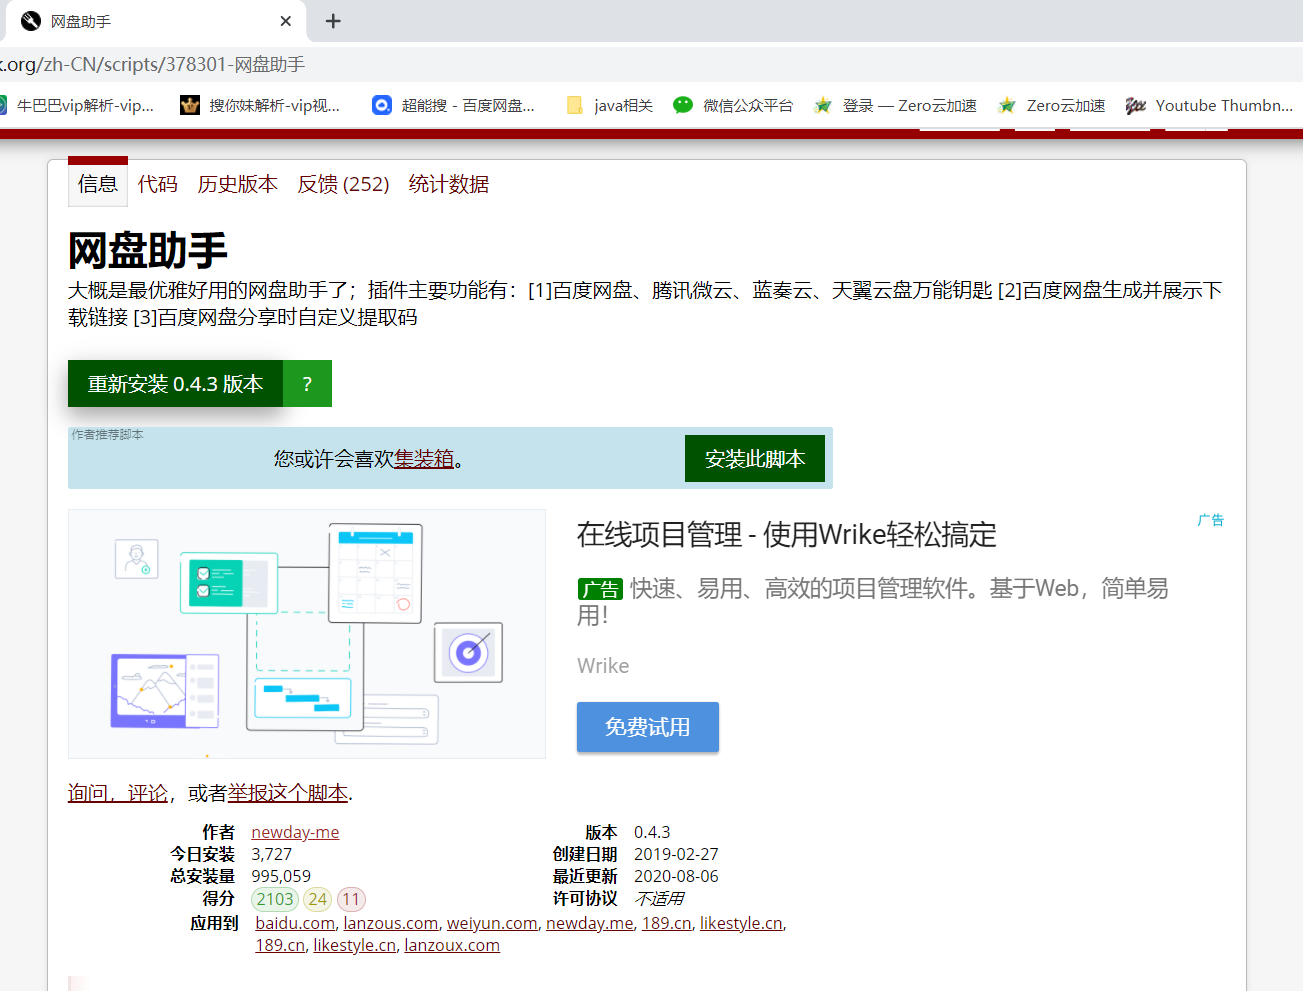 网盘助手
k.org/zh-CN/scripts/378301-网盘助手
牛巴巴vip解析-vip... 搜你妹解析-vip视... 超能搜 - 百度网盘... java相关 微信公众平台 登录 — Zero云加速 Zero云加速 Youtube Thumbn...
信息 代码 历史版本 反馈 (252) 统计数据
网盘助手
大概是最优雅好用的网盘助手了；插件主要功能有：[1]百度网盘、腾讯微云、蓝奏云、天翼云盘万能钥匙 [2]百度网盘生成并展示下
载链接 [3]百度网盘分享时自定义提取码
重新安装 0.4.3 版本 ?
作者推荐脚本
您或许会喜欢集装箱。 安装此脚本
广告
在线项目管理 - 使用Wrike轻松搞定
广告 快速、易用、高效的项目管理软件。基于Web，简单易
用！
Wrike
免费试用
询问，评论，或者举报这个脚本.
作者 newday-me 版本 0.4.3
今日安装 3,727 创建日期 2019-02-27
总安装量 995,059 最近更新 2020-08-06
得分 2103 24 11 许可协议 不适用
应用到 baidu.com, lanzous.com, weiyun.com, newday.me, 189.cn, likestyle.cn,
189.cn, likestyle.cn, lanzoux.com